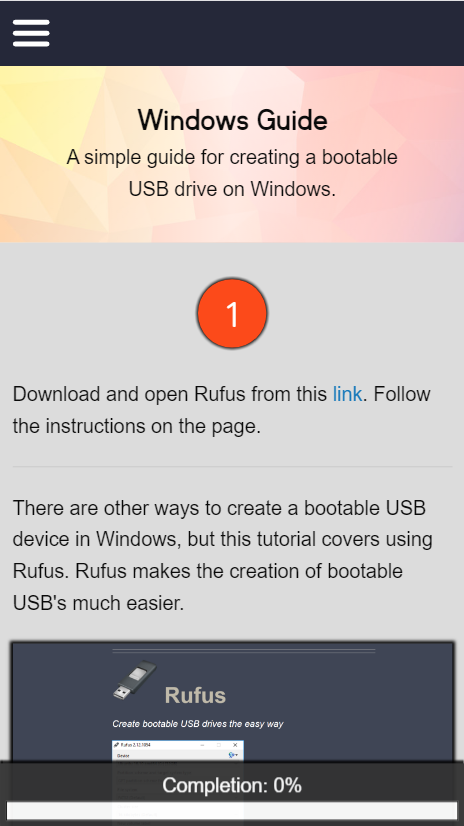 Windows Guide
A simple guide for creating a bootable
USB drive on Windows.
1
Download and open Rufus from this link. Follow
the instructions on the page.
There are other ways to create a bootable USB
device in Windows, but this tutorial covers using
Rufus. Rufus makes the creation of bootable
USB's much easier.
Rufus
Create bootable USB drives the easy way
Device
Completion: 0%